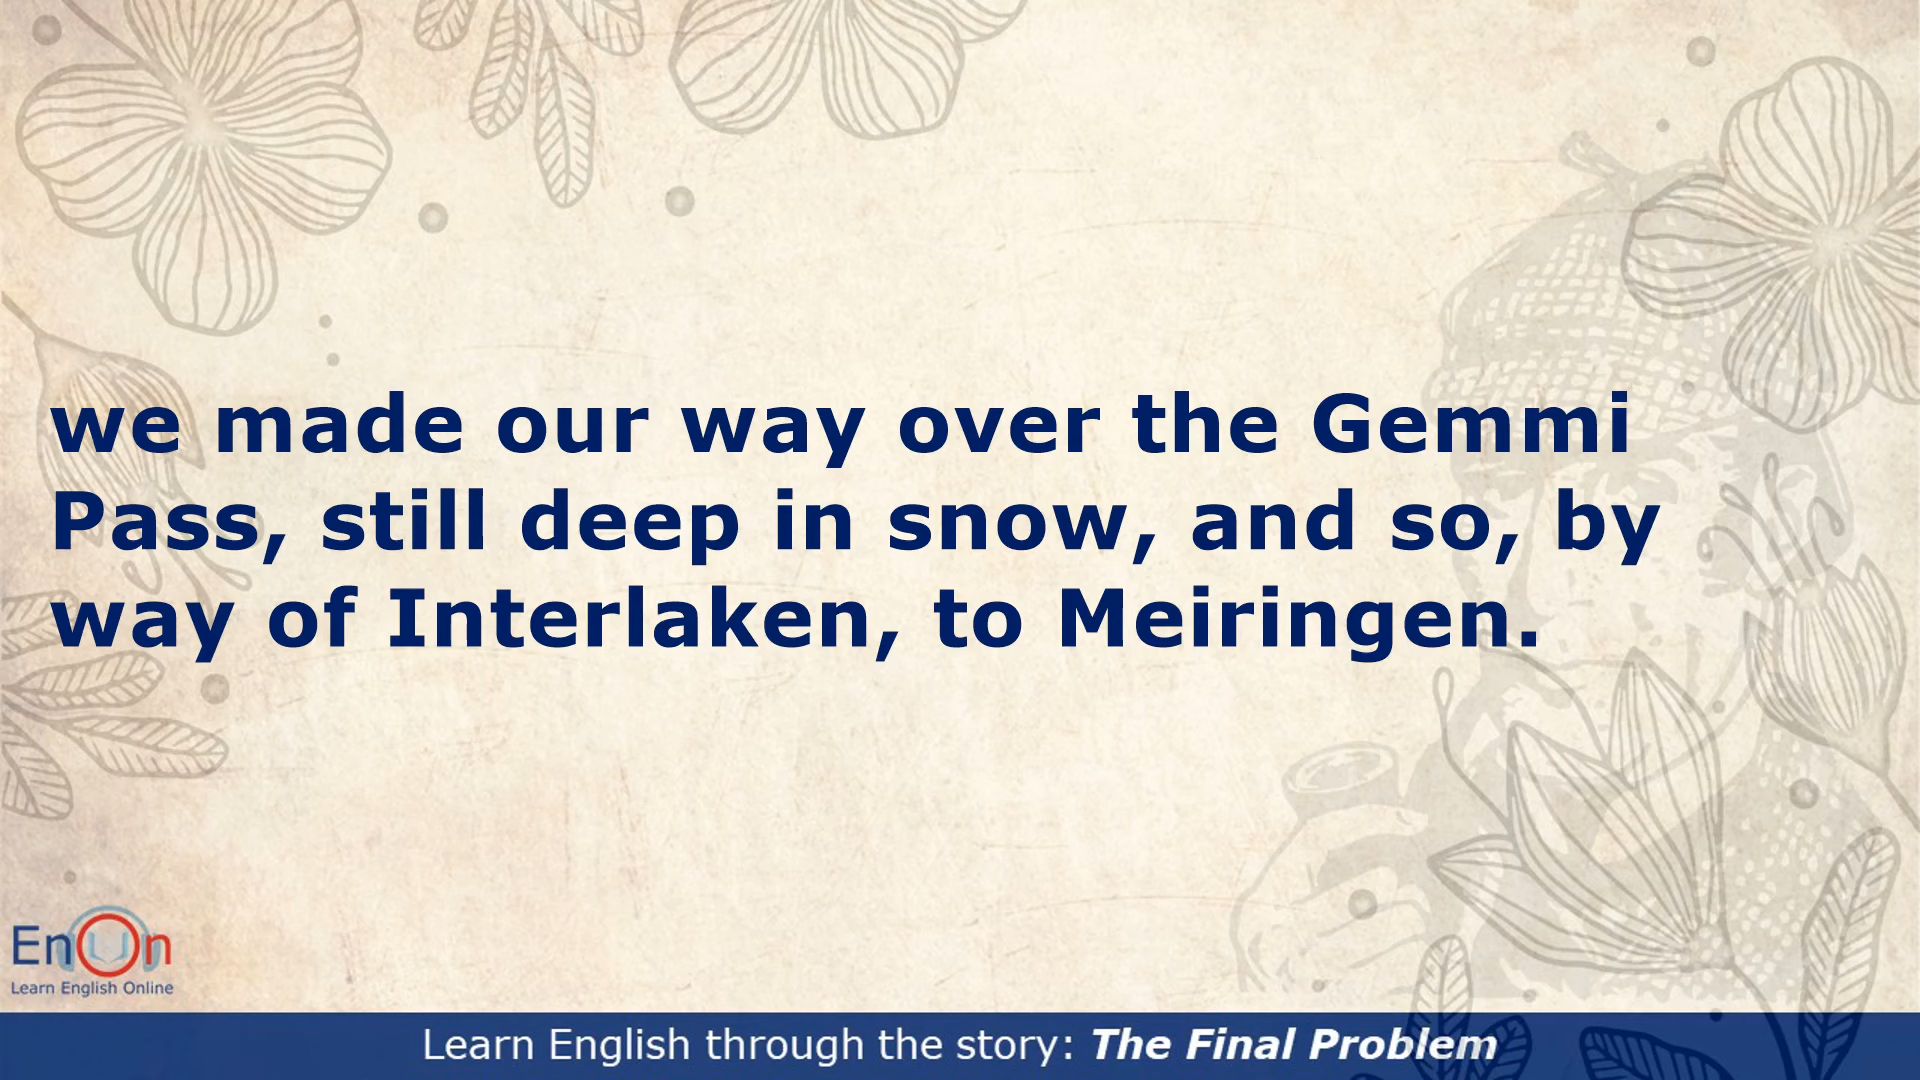 we made our way over the Gemmi
Pass, still deep in snow, and so, by
way of Interlaken, to Meiringen.
EnOn
Learn English Online
Learn English through the story: The Final Problem